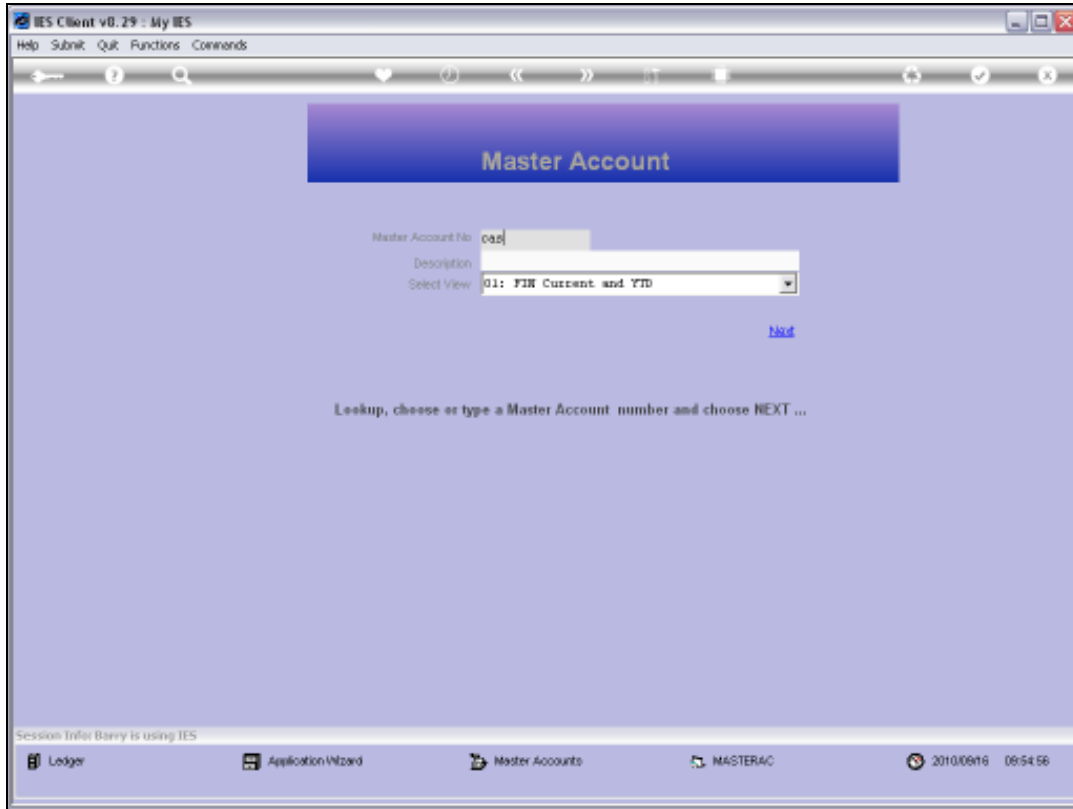 IES Client v8.29 : My IES
Help Submit Quit Functions Commands
Master Account
Master Account No cas
Description
Select View 01: FIN Current and YTD
Next
Lookup, choose or type a Master Account number and choose NEXT ...
Session Info: Barry is using IES
Ledger Application Wizard Master Accounts MASTERAC 2010/09/16 09:54:56